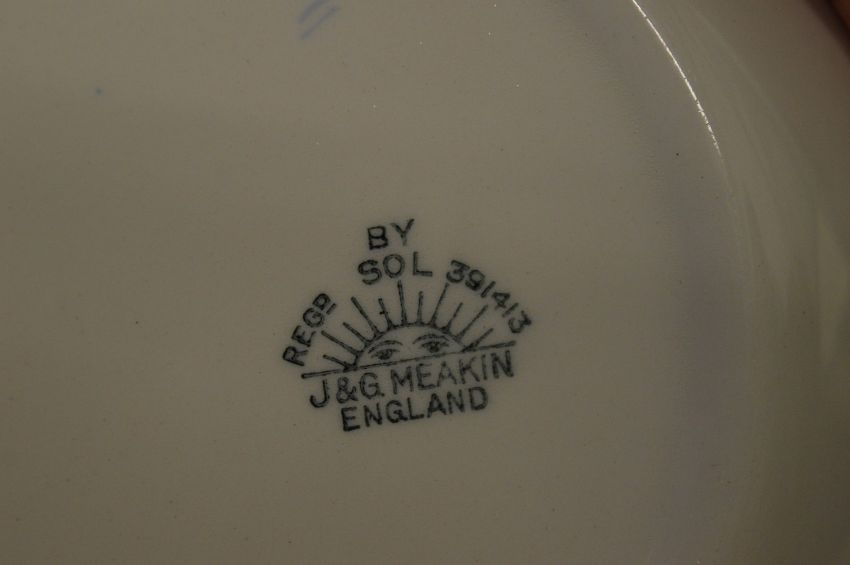 BY
REGD SOL 391413
J&G MEAKIN
ENGLAND